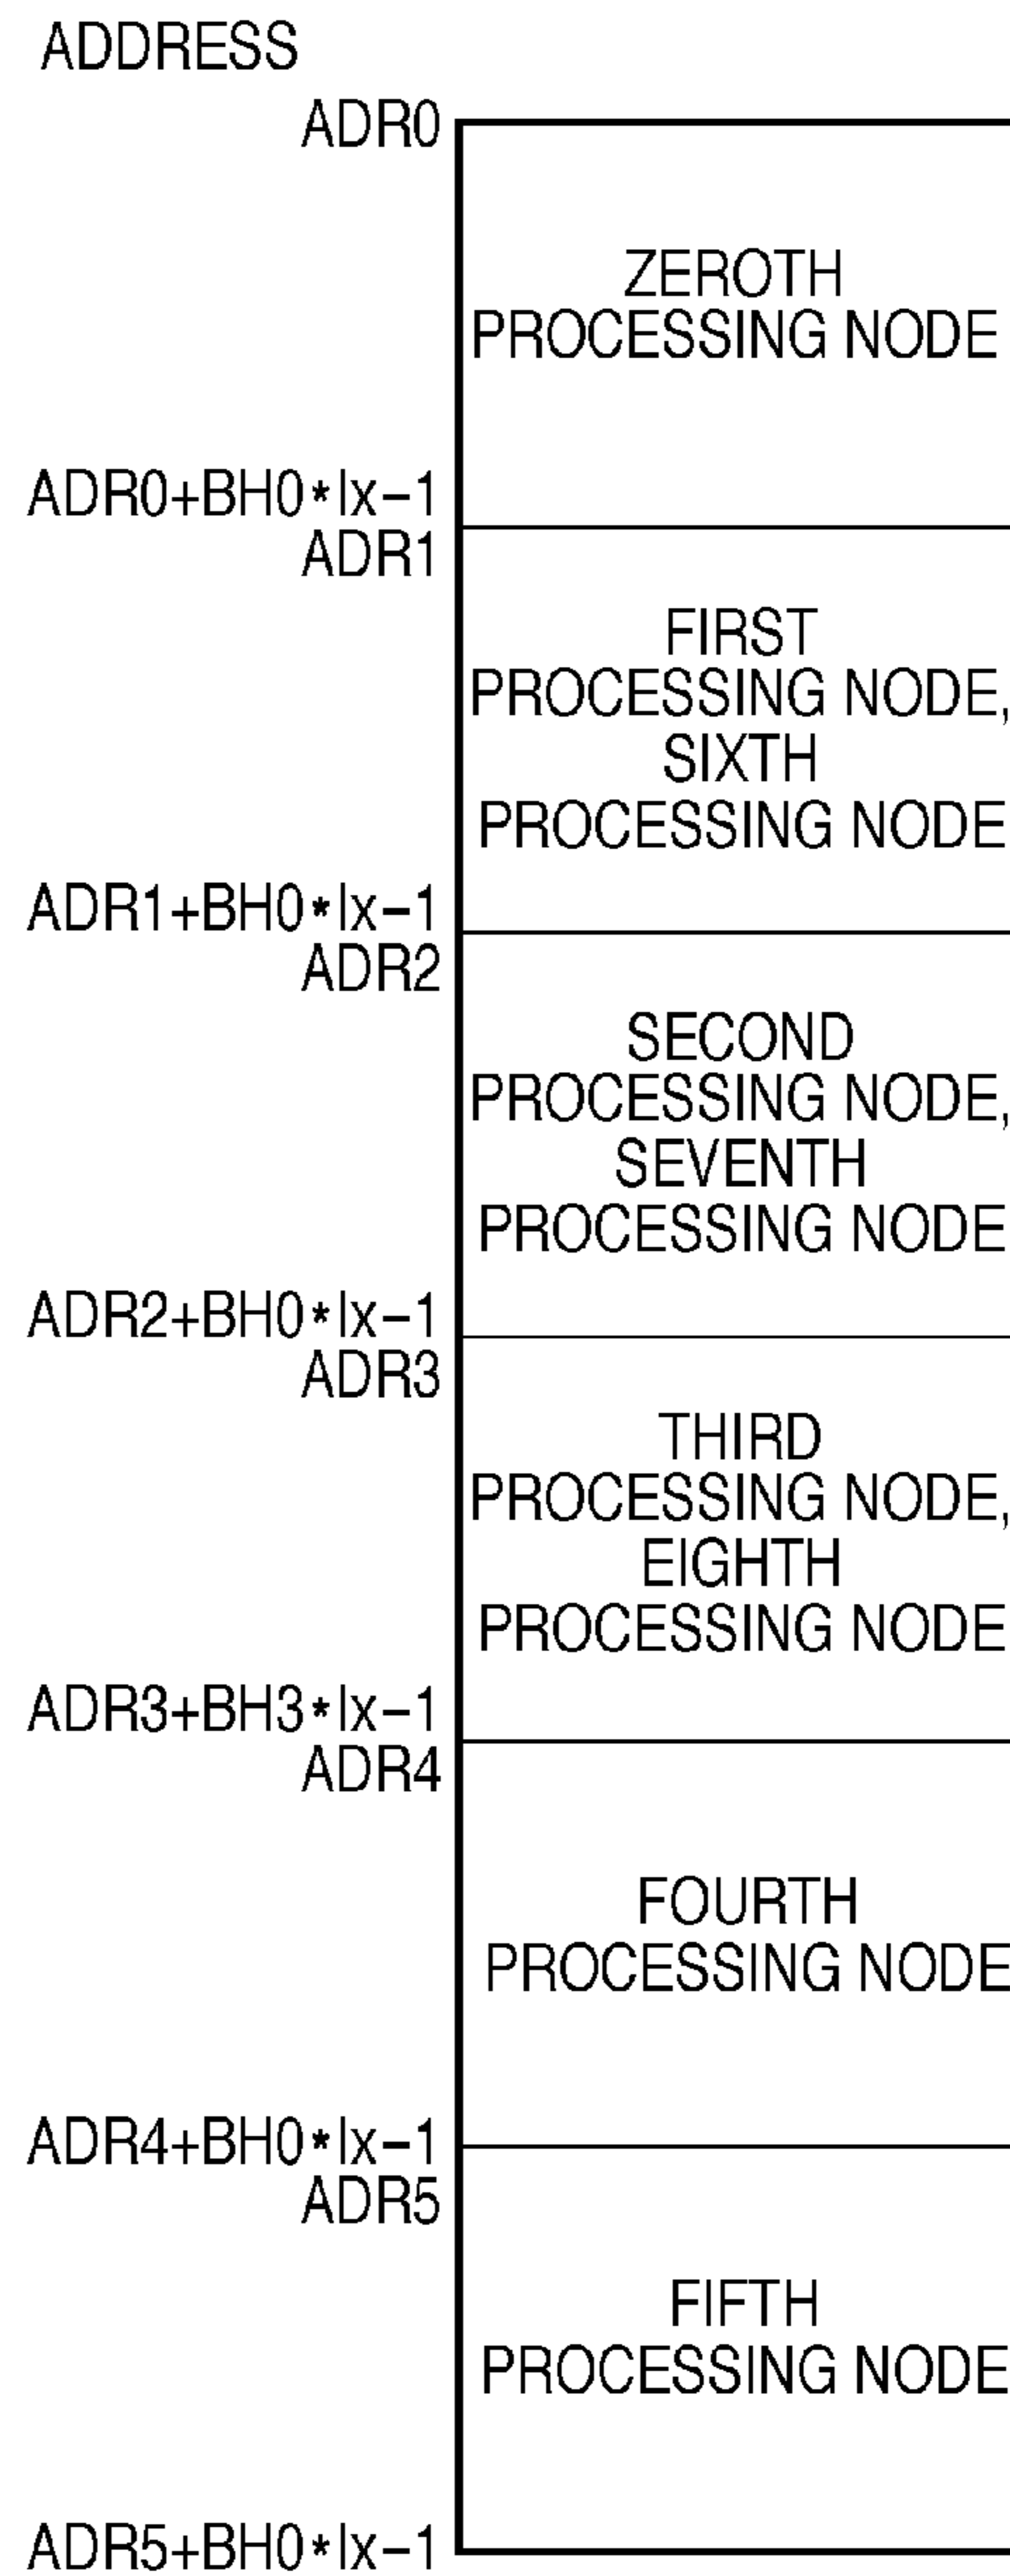 ADDRESS
ADR0
ZEROTH
PROCESSING NODE
ADR0+BH0*Ix-1
ADR1
FIRST
PROCESSING NODE,
SIXTH
PROCESSING NODE
ADR1+BH0*Ix-1
ADR2
SECOND
PROCESSING NODE,
SEVENTH
PROCESSING NODE
ADR2+BH0*Ix-1
ADR3
THIRD
PROCESSING NODE,
EIGHTH
PROCESSING NODE
ADR3+BH3*Ix-1
ADR4
FOURTH
PROCESSING NODE
ADR4+BH0*Ix-1
ADR5
FIFTH
PROCESSING NODE
ADR5+BH0*Ix-1